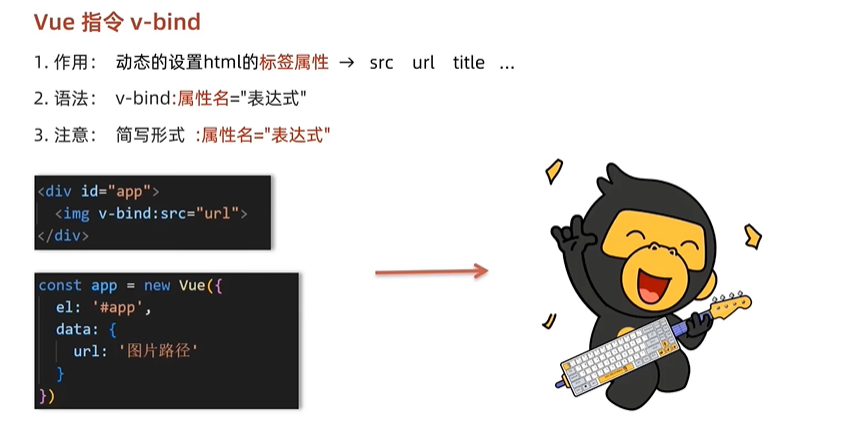 Vue 指令 v-bind
1. 作用： 动态的设置html的标签属性 → src url title ...
2. 语法： v-bind:属性名="表达式"
3. 注意： 简写形式 :属性名="表达式"
<div id="app">
<img v-bind:src="url">
</div>
const app = new Vue({
el: '#app',
data: {
url: '图片路径'
}
})